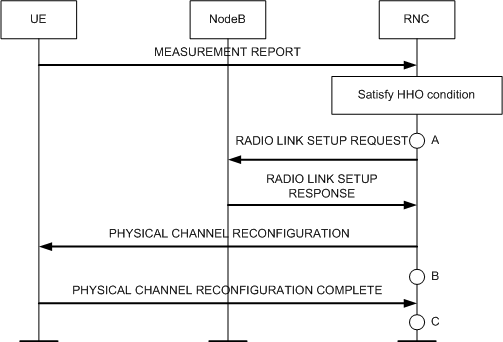 UE
NodeB
RNC
MEASUREMENT REPORT
Satisfy HHO condition
A
RADIO LINK SETUP REQUEST
RADIO LINK SETUP
RESPONSE
PHYSICAL CHANNEL RECONFIGURATION
B
PHYSICAL CHANNEL RECONFIGURATION COMPLETE
C